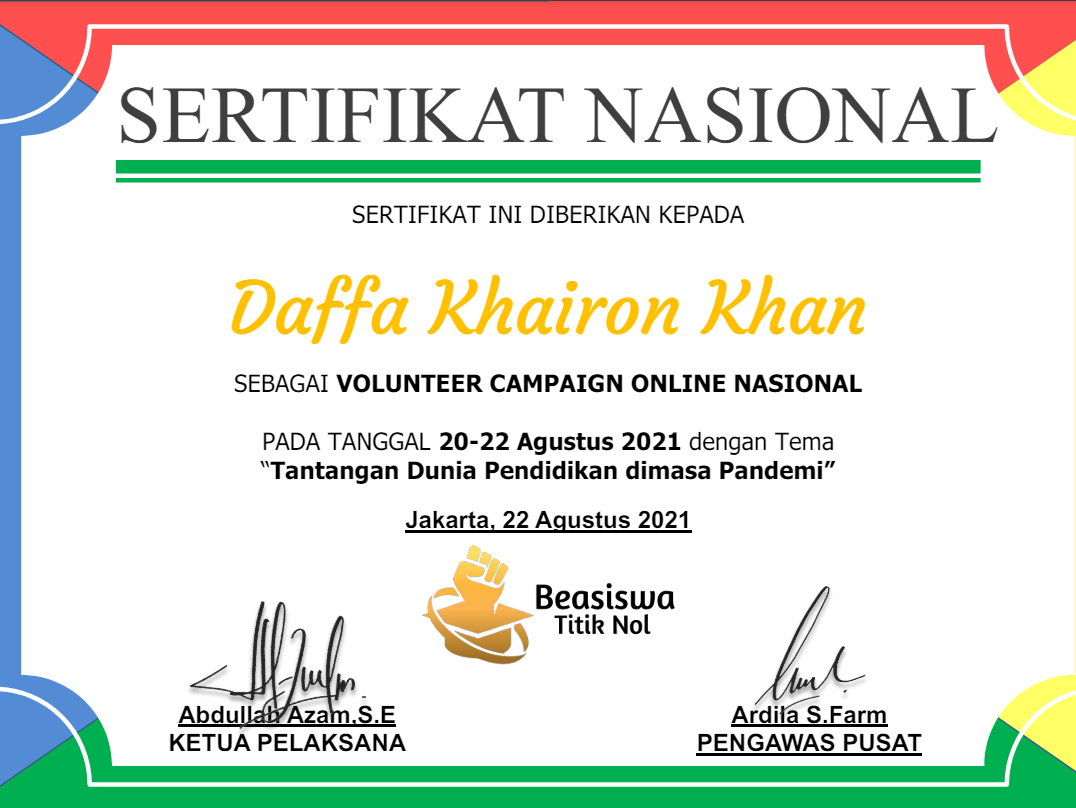 SERTIFIKAT NASIONAL
SERTIFIKAT INI DIBERIKAN KEPADA
Daffa Khairon Khan
SEBAGAI VOLUNTEER CAMPAIGN ONLINE NASIONAL
PADA TANGGAL 20-22 Agustus 2021 dengan Tema
“Tantangan Dunia Pendidikan dimasa Pandemi”
Jakarta, 22 Agustus 2021
Beasiswa
Titik Nol
Abdullah Azam,S.E
KETUA PELAKSANA
Ardila S.Farm
PENGAWAS PUSAT